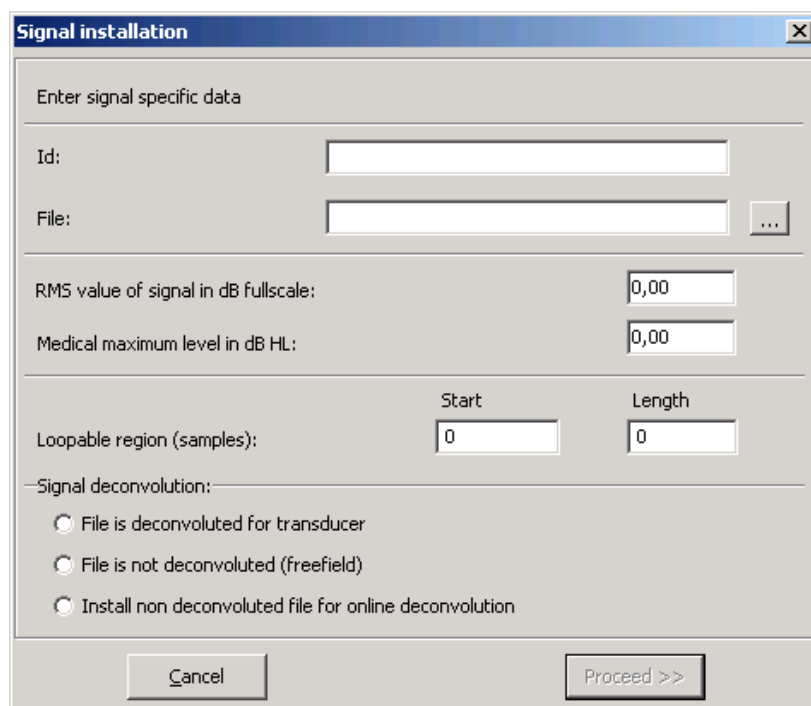 Signal installation
Enter signal specific data
Id:
File:
...
RMS value of signal in dB fullscale:
0,00
Medical maximum level in dB HL:
0,00
Start
Length
Loopable region (samples):
0
0
Signal deconvolution:
File is deconvoluted for transducer
File is not deconvoluted (freefield)
Install non deconvoluted file for online deconvolution
Cancel
Proceed >>